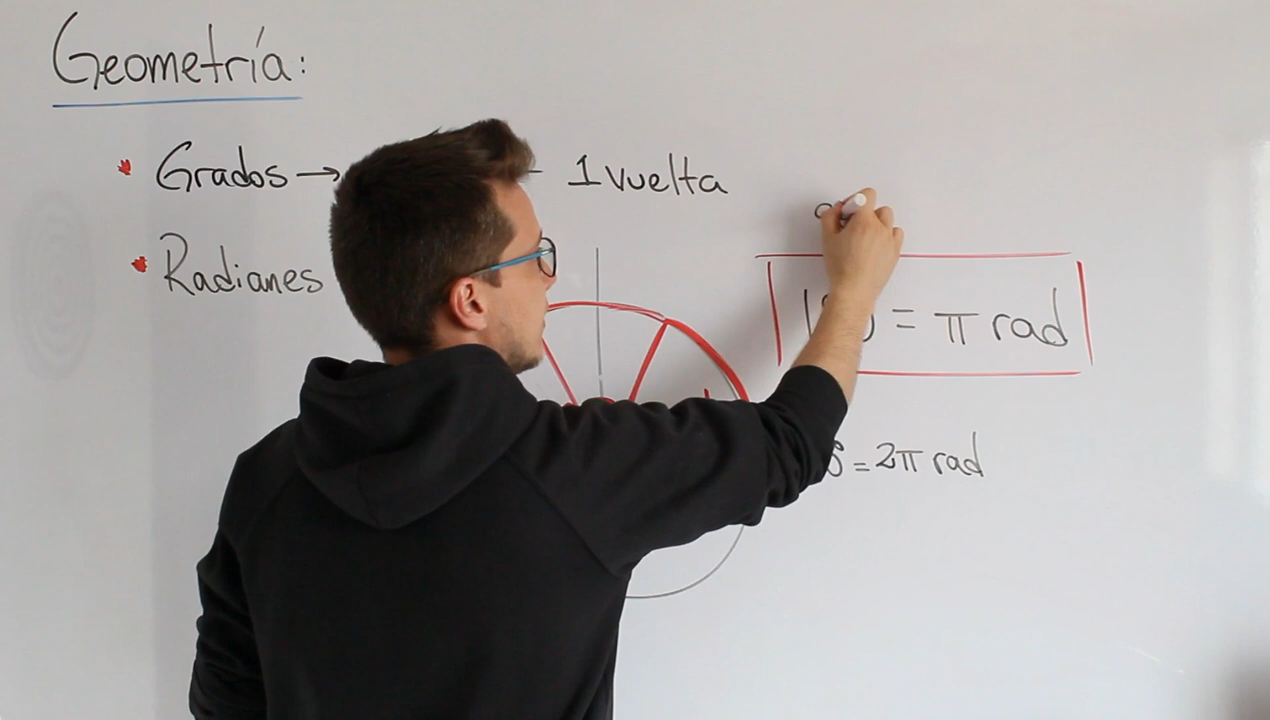 Geometría:
Grados → 1 vuelta
Radianes
= π rad
= 2π rad